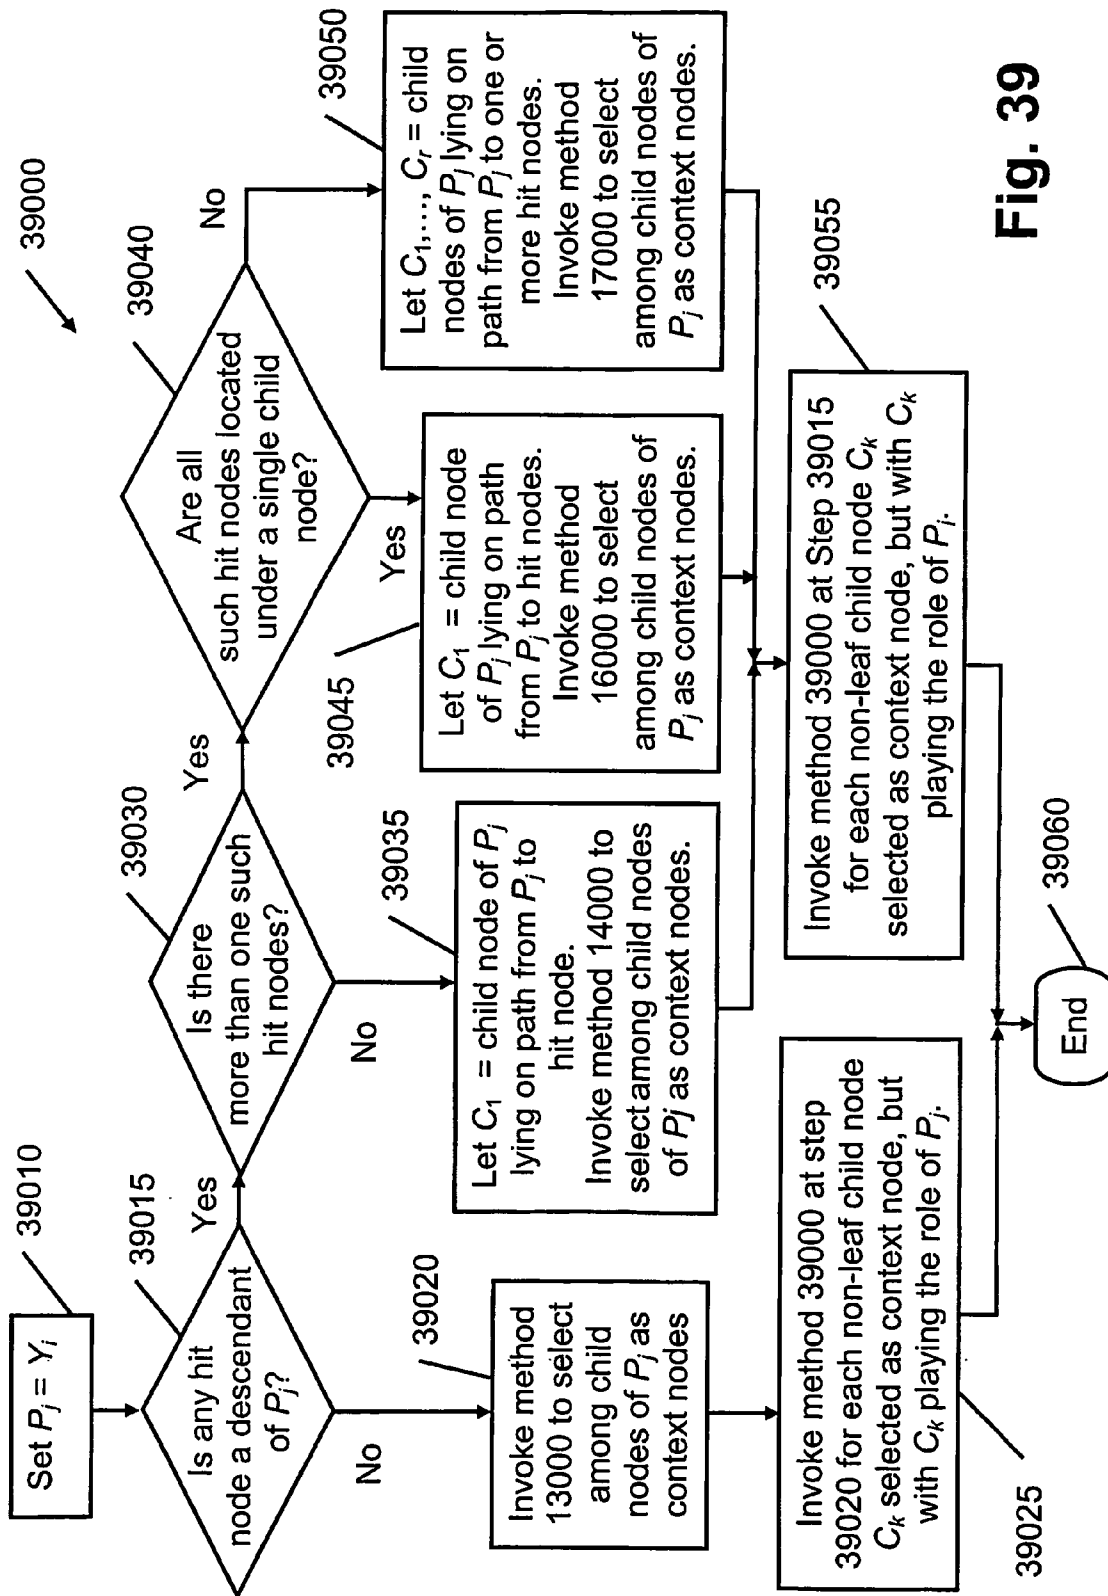 39000
39010
Set Pj = Yi
39015
Is any hit
node a descendant
of Pj?
Yes
No
39020
Invoke method
13000 to select
among child
nodes of Pj as
context nodes
Invoke method 39000 at step
39020 for each non-leaf child node
Ck selected as context node, but
with Ck playing the role of Pj.
39025
39030
Is there
more than one such
hit nodes?
Yes
No
39035
Let C1 = child node of Pj
lying on path from Pj to
hit node.
Invoke method 14000 to
select among child nodes
of Pj as context nodes.
39040
Are all
such hit nodes located
under a single child
node?
Yes
No
39045
Let C1 = child node
of Pj lying on path
from Pj to hit nodes.
Invoke method
16000 to select
among child nodes of
Pj as context nodes.
39050
Let C1,..., Cr = child
nodes of Pj lying on
path from Pj to one or
more hit nodes.
Invoke method
17000 to select
among child nodes of
Pj as context nodes.
39055
Invoke method 39000 at Step 39015
for each non-leaf child node Ck
selected as context node, but with Ck
playing the role of Pj.
39060
End
Fig. 39